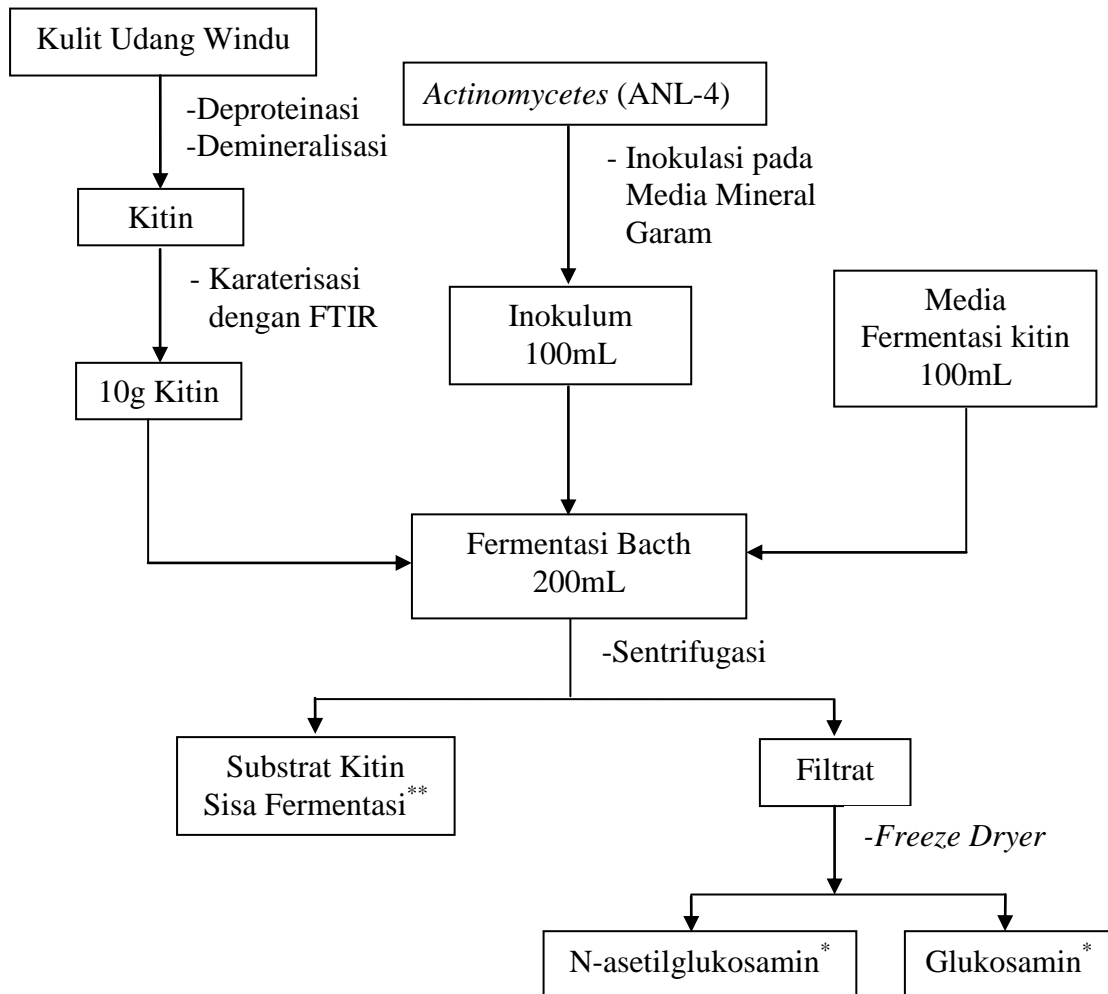 Kulit Udang Windu
-Deproteinasi
-Demineralisasi
Kitin
- Karaterisasi
dengan FTIR
10g Kitin
Actinomycetes (ANL-4)
- Inokulasi pada
Media Mineral
Garam
Inokulum
100mL
Media
Fermentasi kitin
100mL
Fermentasi Bacth
200mL
-Sentrifugasi
Substrat Kitin
Sisa Fermentasi**
Filtrat
-Freeze Dryer
N-asetilglukosamin*
Glukosamin*